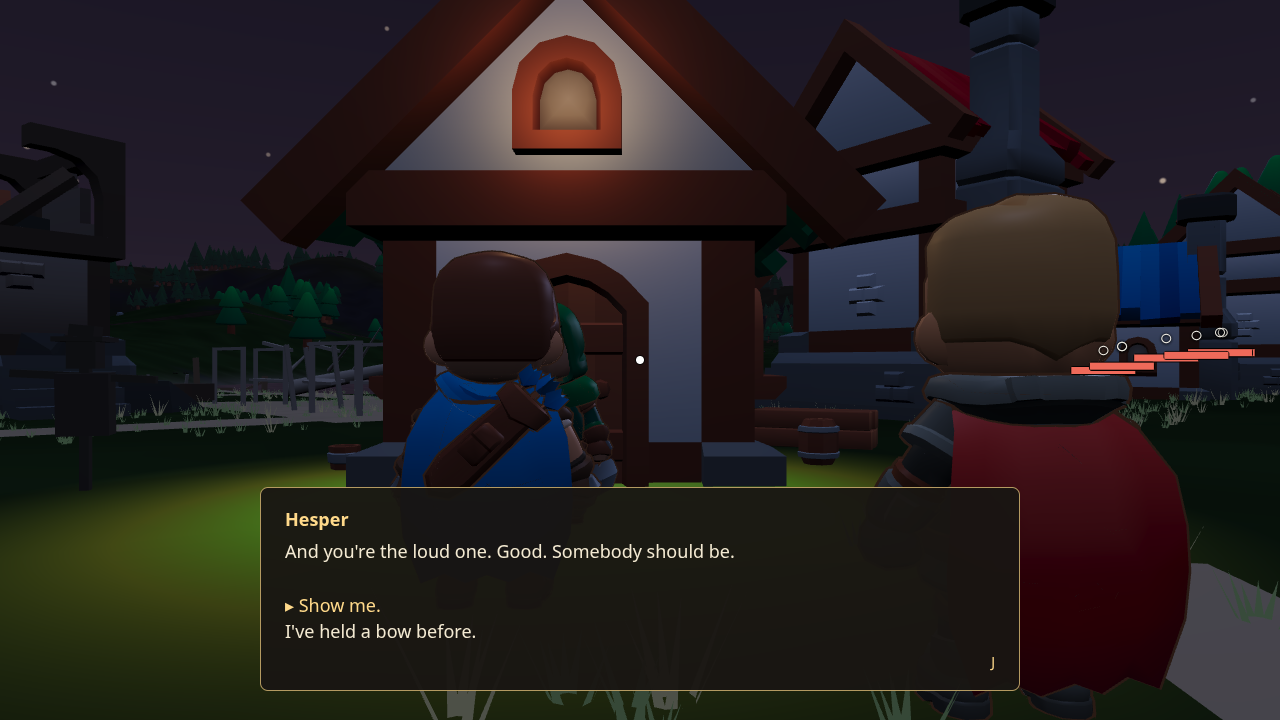 Hesper
And you're the loud one. Good. Somebody should be.
▸ Show me.
I've held a bow before.
J